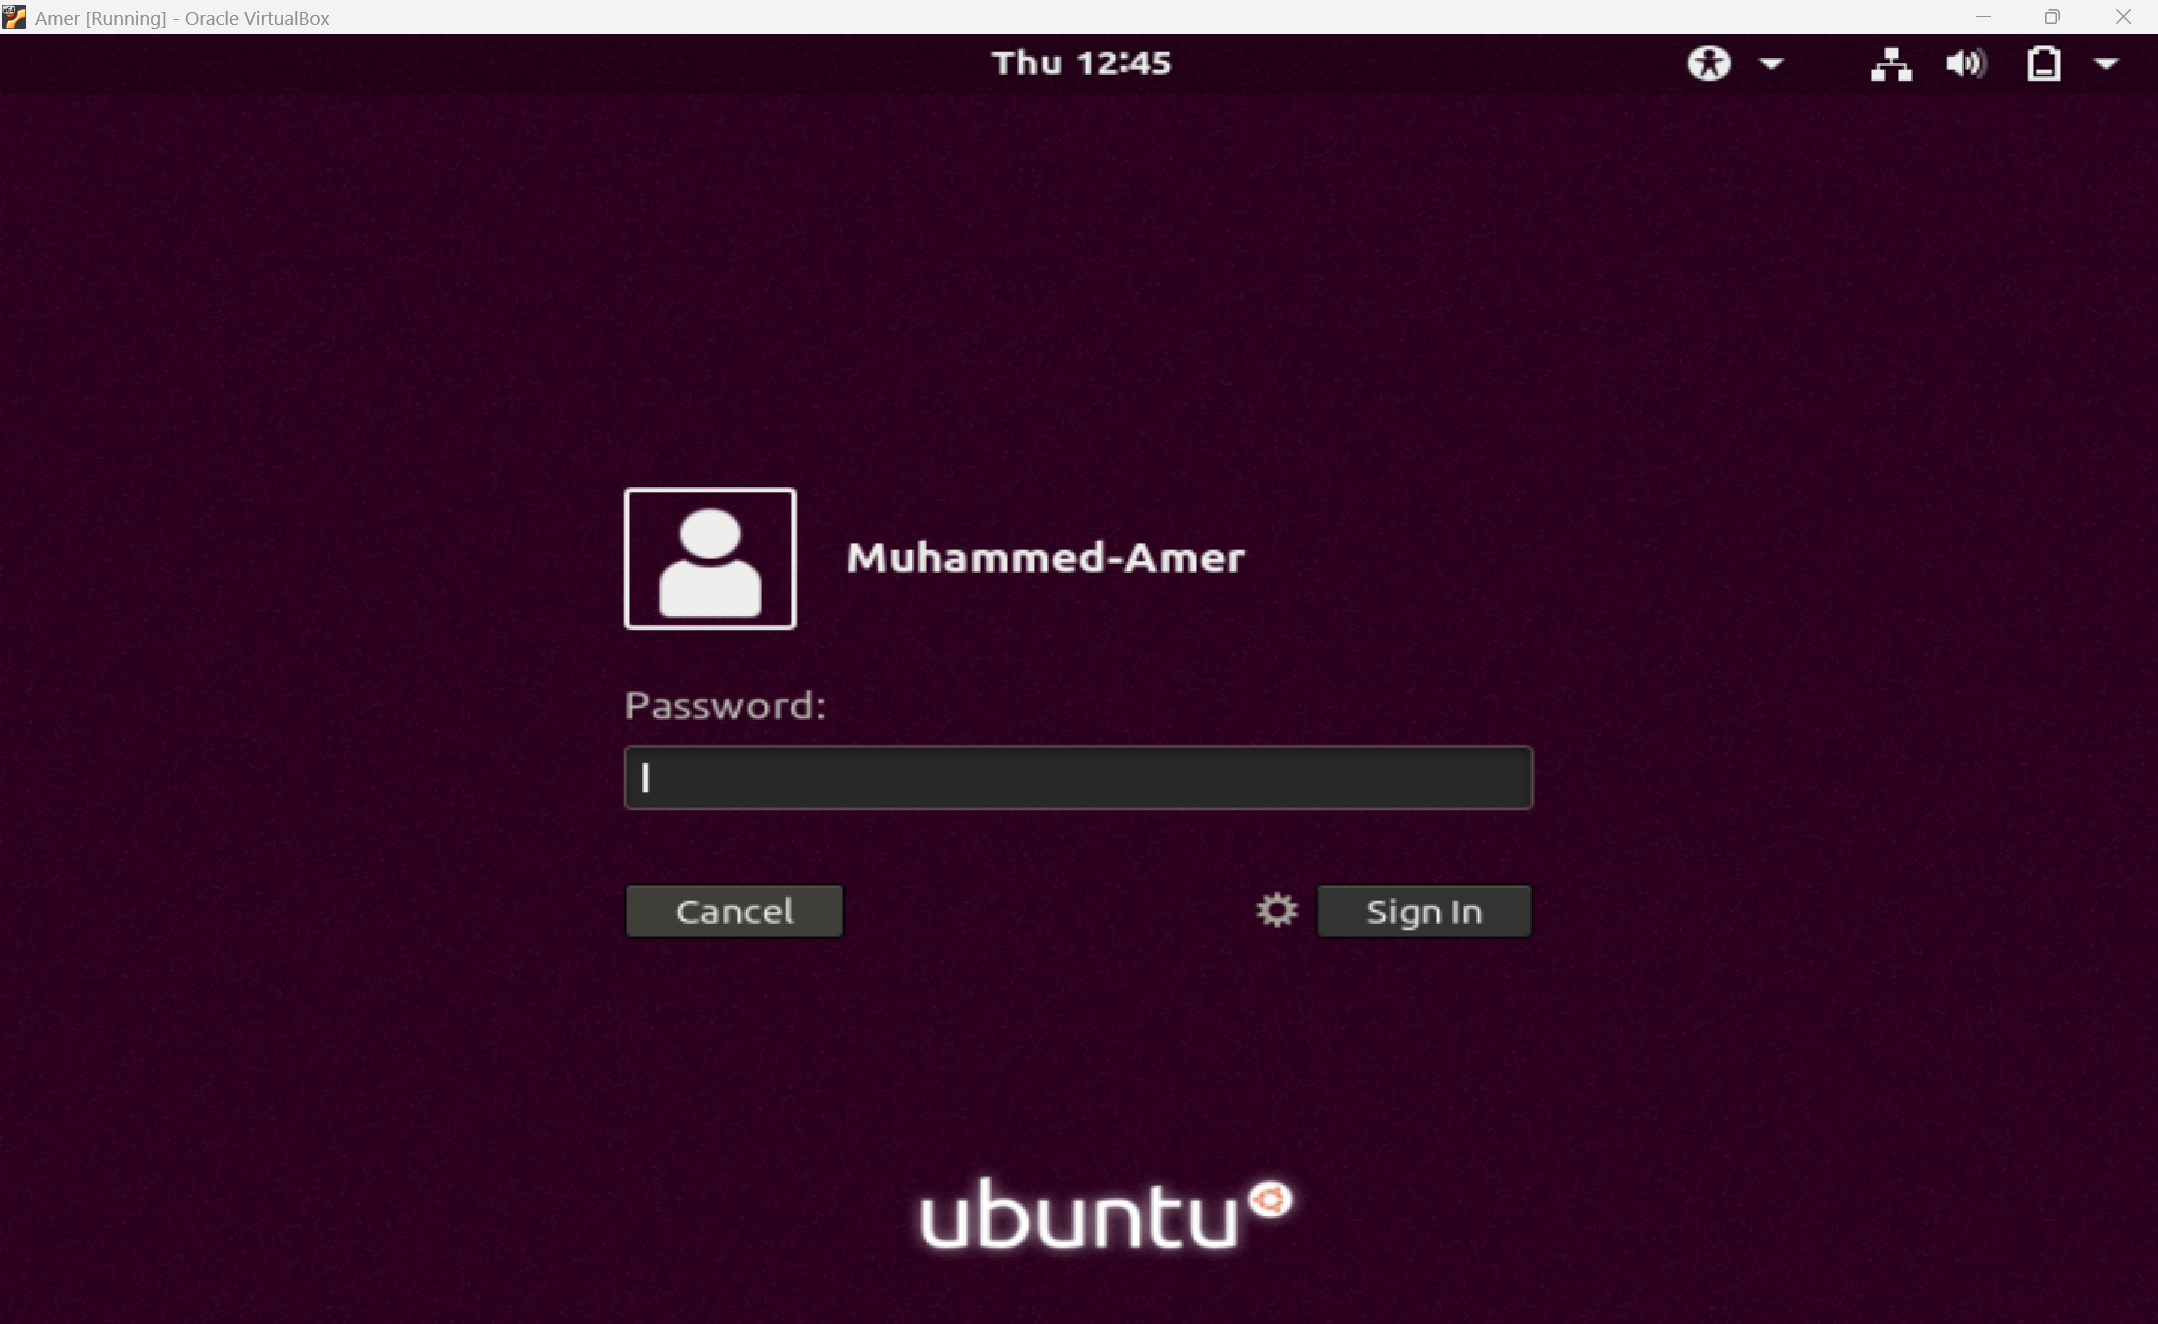 Amer [Running] - Oracle VirtualBox
Thu 12:45
Muhammed-Amer
Password:
Cancel
Sign In
ubuntu